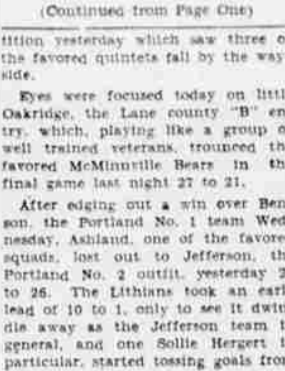 (Continued from Page One)
tition yesterday which saw three o
the favored quintets fall by the way
side.
Eyes were focused today on littl
Oakridge, the Lane county "B" en
try, which, playing like a group o
well trained veterans, trounced th
favored McMinnville Bears in th
final game last night 27 to 21.
After edging out a win over Ben
son, the Portland No. 1 team Wed
nesday, Ashland, one of the favore
squads, lost out to Jefferson, th
Portland No. 2 outfit, yesterday 2
to 26. The Lithians took an earl
lead of 10 to 1, only to see it dwin
dle away as the Jefferson team i
general, and one Sollie Hergert i
particular, started tossing goals from